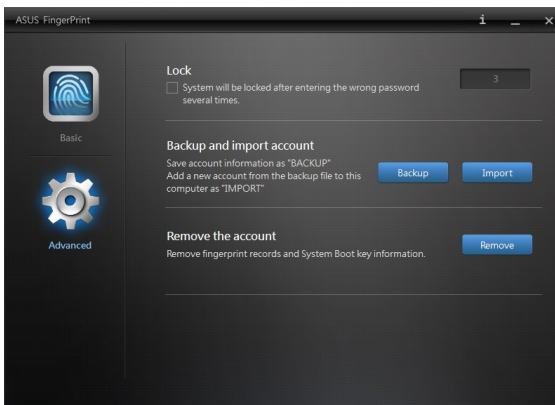 ASUS FingerPrint
i
Basic
Advanced
Lock
System will be locked after entering the wrong password
several times.
3
Backup and import account
Save account information as "BACKUP"
Add a new account from the backup file to this
computer as "IMPORT"
Backup
Import
Remove the account
Remove fingerprint records and System Boot key information.
Remove